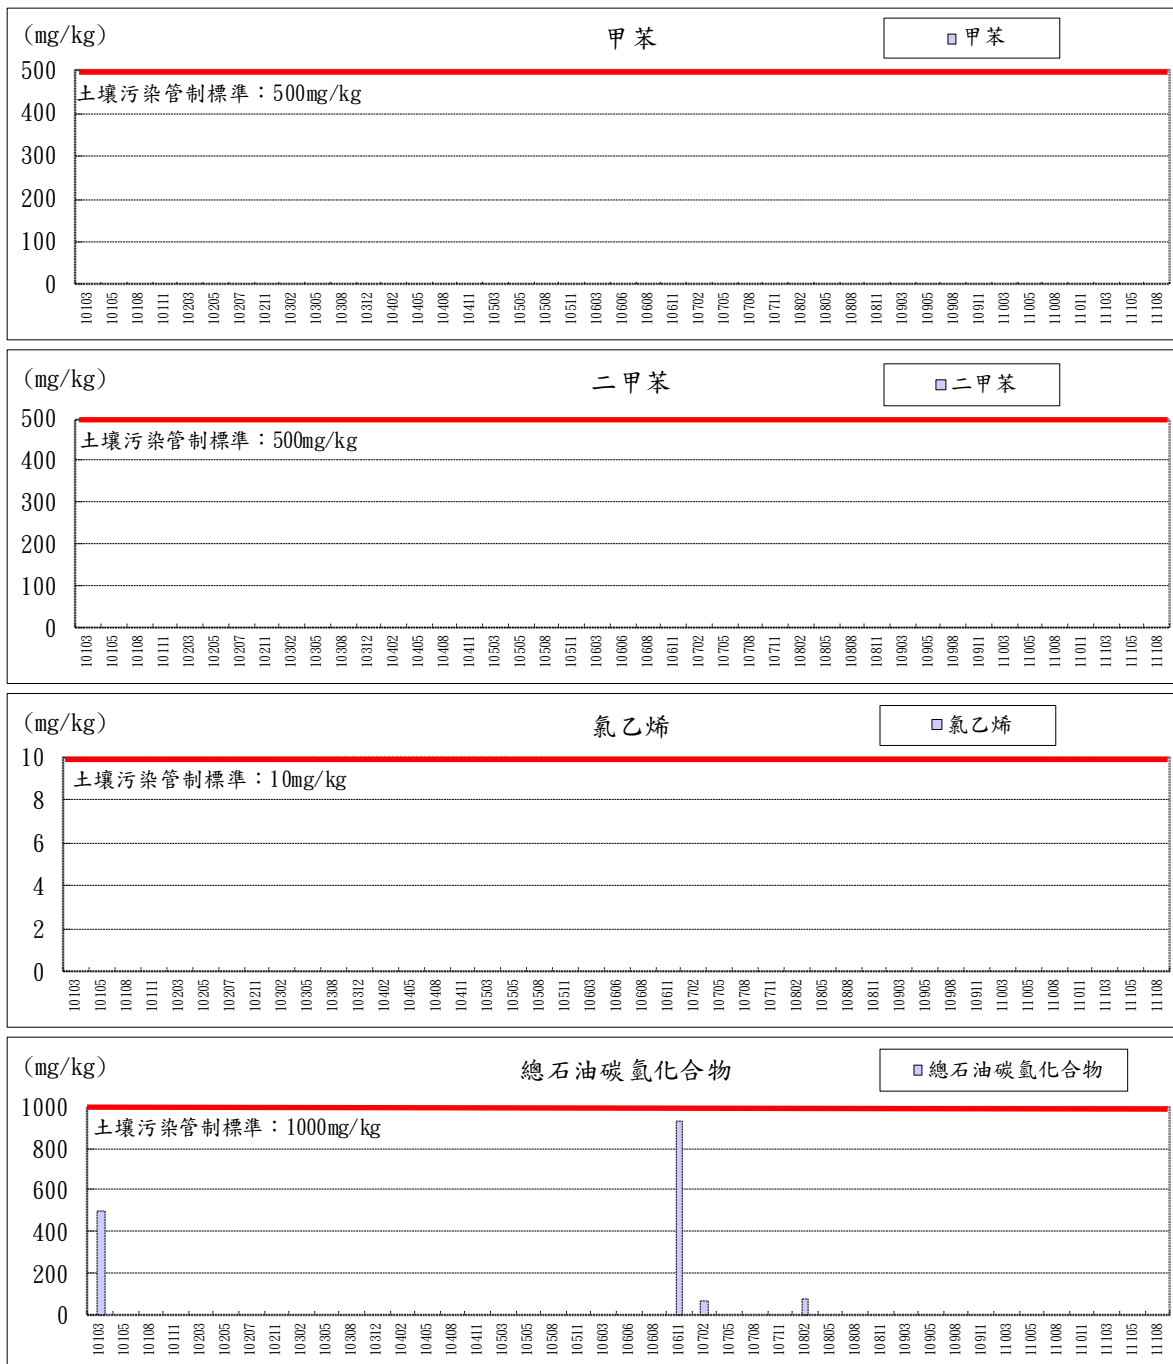 (mg/kg)
甲苯
甲苯
500
土壤污染管制標準：500mg/kg
400
300
200
100
0
10103 10105 10108 10111 10203 10205 10207 10211 10302 10305 10308 10312 10402 10405 10408 10411 10503 10505 10508 10511 10603 10606 10608 10611 10702 10705 10708 10711 10802 10805 10808 10811 10903 10905 10908 10911 11003 11005 11008 11011 11103 11105 11108
(mg/kg)
二甲苯
二甲苯
500
土壤污染管制標準：500mg/kg
400
300
200
100
0
10103 10105 10108 10111 10203 10205 10207 10211 10302 10305 10308 10312 10402 10405 10408 10411 10503 10505 10508 10511 10603 10606 10608 10611 10702 10705 10708 10711 10802 10805 10808 10811 10903 10905 10908 10911 11003 11005 11008 11011 11103 11105 11108
(mg/kg)
氯乙烯
氯乙烯
10
土壤污染管制標準：10mg/kg
8
6
4
2
0
10103 10105 10108 10111 10203 10205 10207 10211 10302 10305 10308 10312 10402 10405 10408 10411 10503 10505 10508 10511 10603 10606 10608 10611 10702 10705 10708 10711 10802 10805 10808 10811 10903 10905 10908 10911 11003 11005 11008 11011 11103 11105 11108
(mg/kg)
總石油碳氫化合物
總石油碳氫化合物
1000
土壤污染管制標準：1000mg/kg
800
600
400
200
0
10103 10105 10108 10111 10203 10205 10207 10211 10302 10305 10308 10312 10402 10405 10408 10411 10503 10505 10508 10511 10603 10606 10608 10611 10702 10705 10708 10711 10802 10805 10808 10811 10903 10905 10908 10911 11003 11005 11008 11011 11103 11105 11108